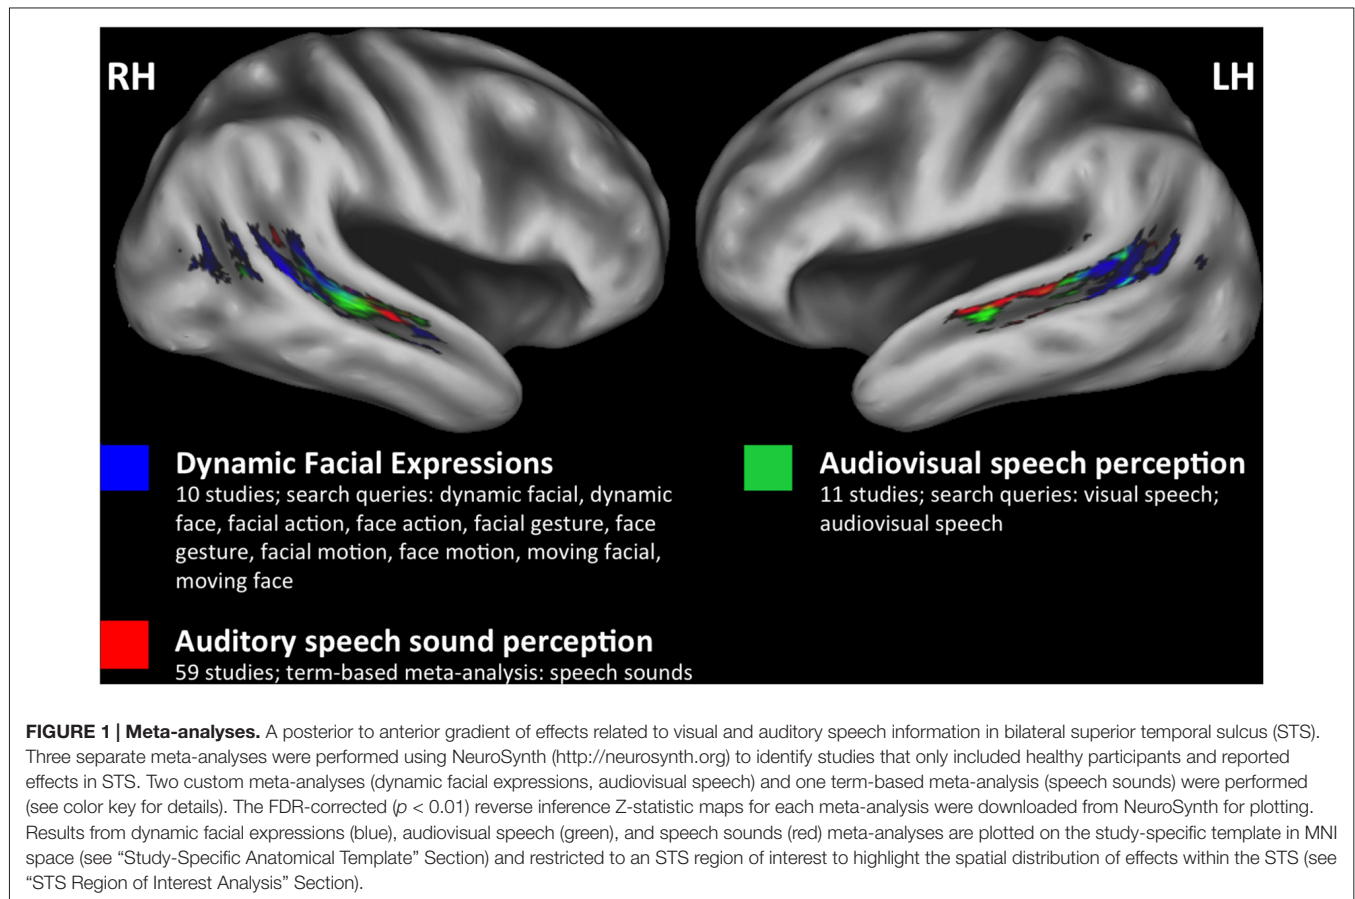 RH
LH
Dynamic Facial Expressions
10 studies; search queries: dynamic facial, dynamic
face, facial action, face action, facial gesture, face
gesture, facial motion, face motion, moving facial,
moving face
Audiovisual speech perception
11 studies; search queries: visual speech;
audiovisual speech
Auditory speech sound perception
59 studies; term-based meta-analysis: speech sounds
FIGURE 1 | Meta-analyses. A posterior to anterior gradient of effects related to visual and auditory speech information in bilateral superior temporal sulcus (STS).
Three separate meta-analyses were performed using NeuroSynth (http://neurosynth.org) to identify studies that only included healthy participants and reported
effects in STS. Two custom meta-analyses (dynamic facial expressions, audiovisual speech) and one term-based meta-analysis (speech sounds) were performed
(see color key for details). The FDR-corrected (p < 0.01) reverse inference Z-statistic maps for each meta-analysis were downloaded from NeuroSynth for plotting.
Results from dynamic facial expressions (blue), audiovisual speech (green), and speech sounds (red) meta-analyses are plotted on the study-specific template in MNI
space (see “Study-Specific Anatomical Template” Section) and restricted to an STS region of interest to highlight the spatial distribution of effects within the STS (see
“STS Region of Interest Analysis” Section).